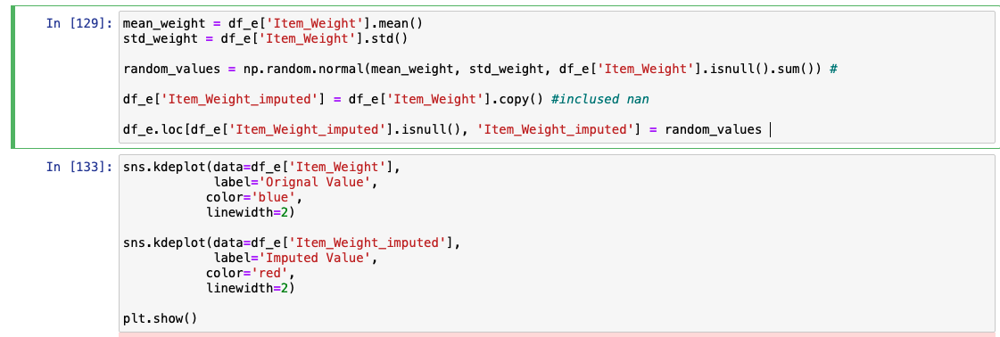 In [129]: mean_weight = df_e['Item_Weight'].mean()
std_weight = df_e['Item_Weight'].std()
random_values = np.random.normal(mean_weight, std_weight, df_e['Item_Weight'].isnull().sum()) #
df_e['Item_Weight_imputed'] = df_e['Item_Weight'].copy() #inclused nan
df_e.loc[df_e['Item_Weight_imputed'].isnull(), 'Item_Weight_imputed'] = random_values
In [133]: sns.kdeplot(data=df_e['Item_Weight'],
label='Orignal Value',
color='blue',
linewidth=2)
sns.kdeplot(data=df_e['Item_Weight_imputed'],
label='Imputed Value',
color='red',
linewidth=2)
plt.show()